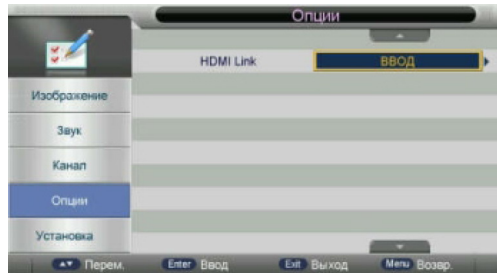 Опции
HDMI Link ВВОД
Изображение
Звук
Канал
Опции
Установка
Перем. Enter Ввод Exit Выход Menu Возвр.